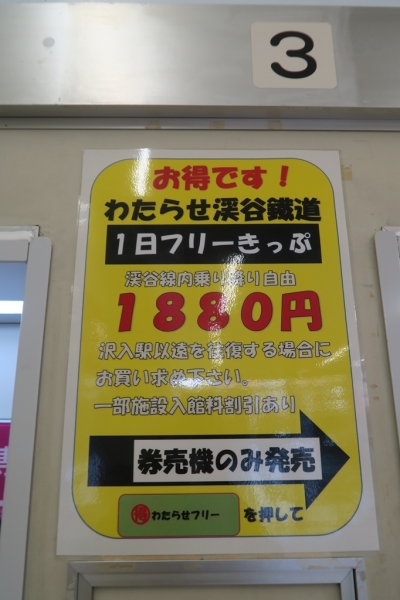 3
お得です！
わたらせ渓谷鐵道
1日フリーきっぷ
渓谷線内乗り降り自由
1880円
沢入駅以遠を往復する場合に
お買い求め下さい。
一部施設入館料割引あり
券売機のみ発売
得わたらせフリー を押して